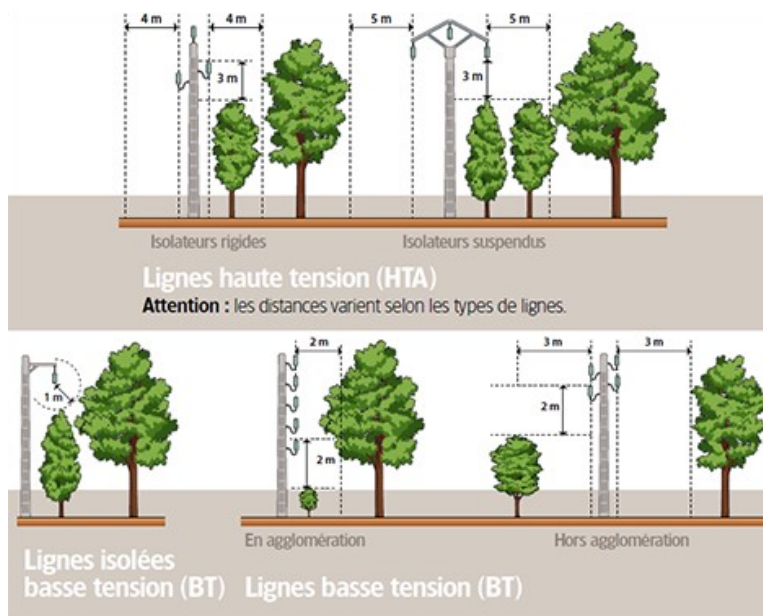 4 m 4 m 5 m 5 m
3 m 3 m
Isolateurs rigides Isolateurs suspendus
Lignes haute tension (HTA)
Attention : les distances varient selon les types de lignes.
2 m 3 m 3 m
1 m 2 m
2 m
En agglomération Hors agglomération
Lignes isolées
basse tension (BT) Lignes basse tension (BT)